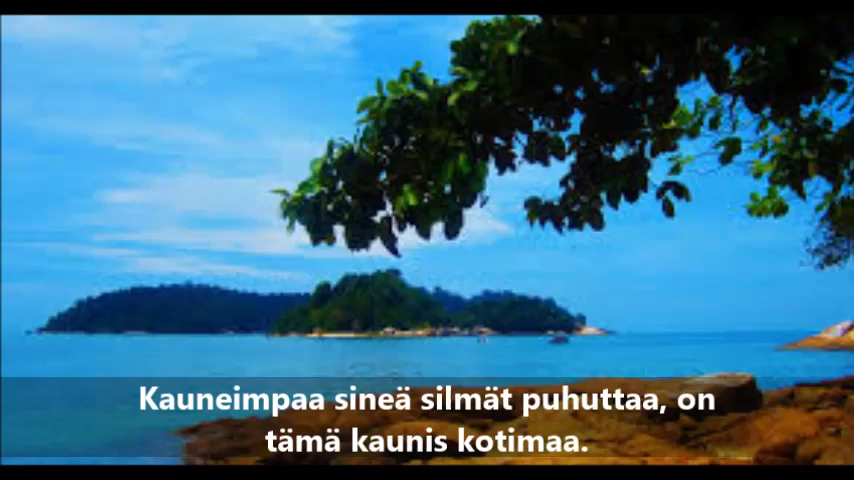 Kauneimpaa sineä silmät puhuttaa, on
tämä kaunis kotimaa.